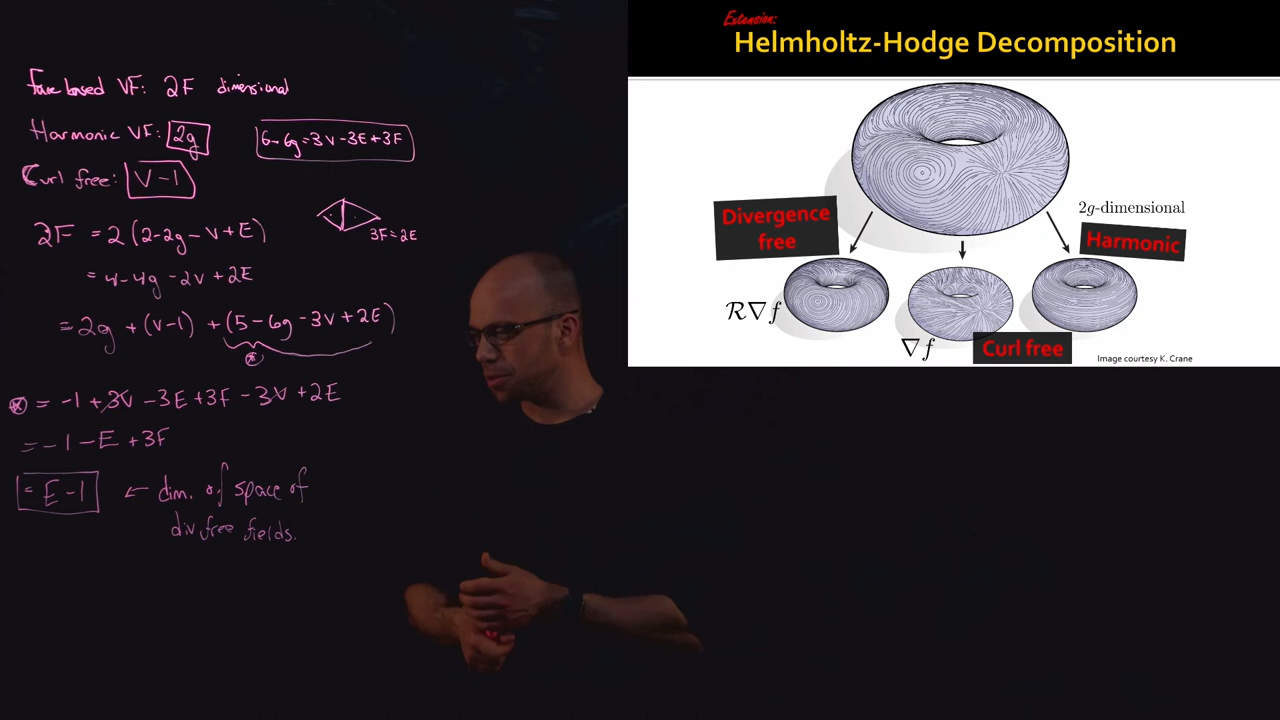 Face based VF: 2F dimensional
Harmonic VF: 2g
6-6g=3V-3E+3F
Curl free: V-1
2F = 2(2-2g-V+E)
3F=2E
= 4-4g-2V+2E
= 2g + (V-1) + (5-6g-3V+2E)
*
* = -1 + 3V - 3E + 3F - 3V + 2E
= -1 - E + 3F
= E-1 ← dim. of space of
div free fields.
Extension:
Helmholtz-Hodge Decomposition
Divergence
free
2g-dimensional
Harmonic
R∇f
∇f
Curl free
Image courtesy K. Crane